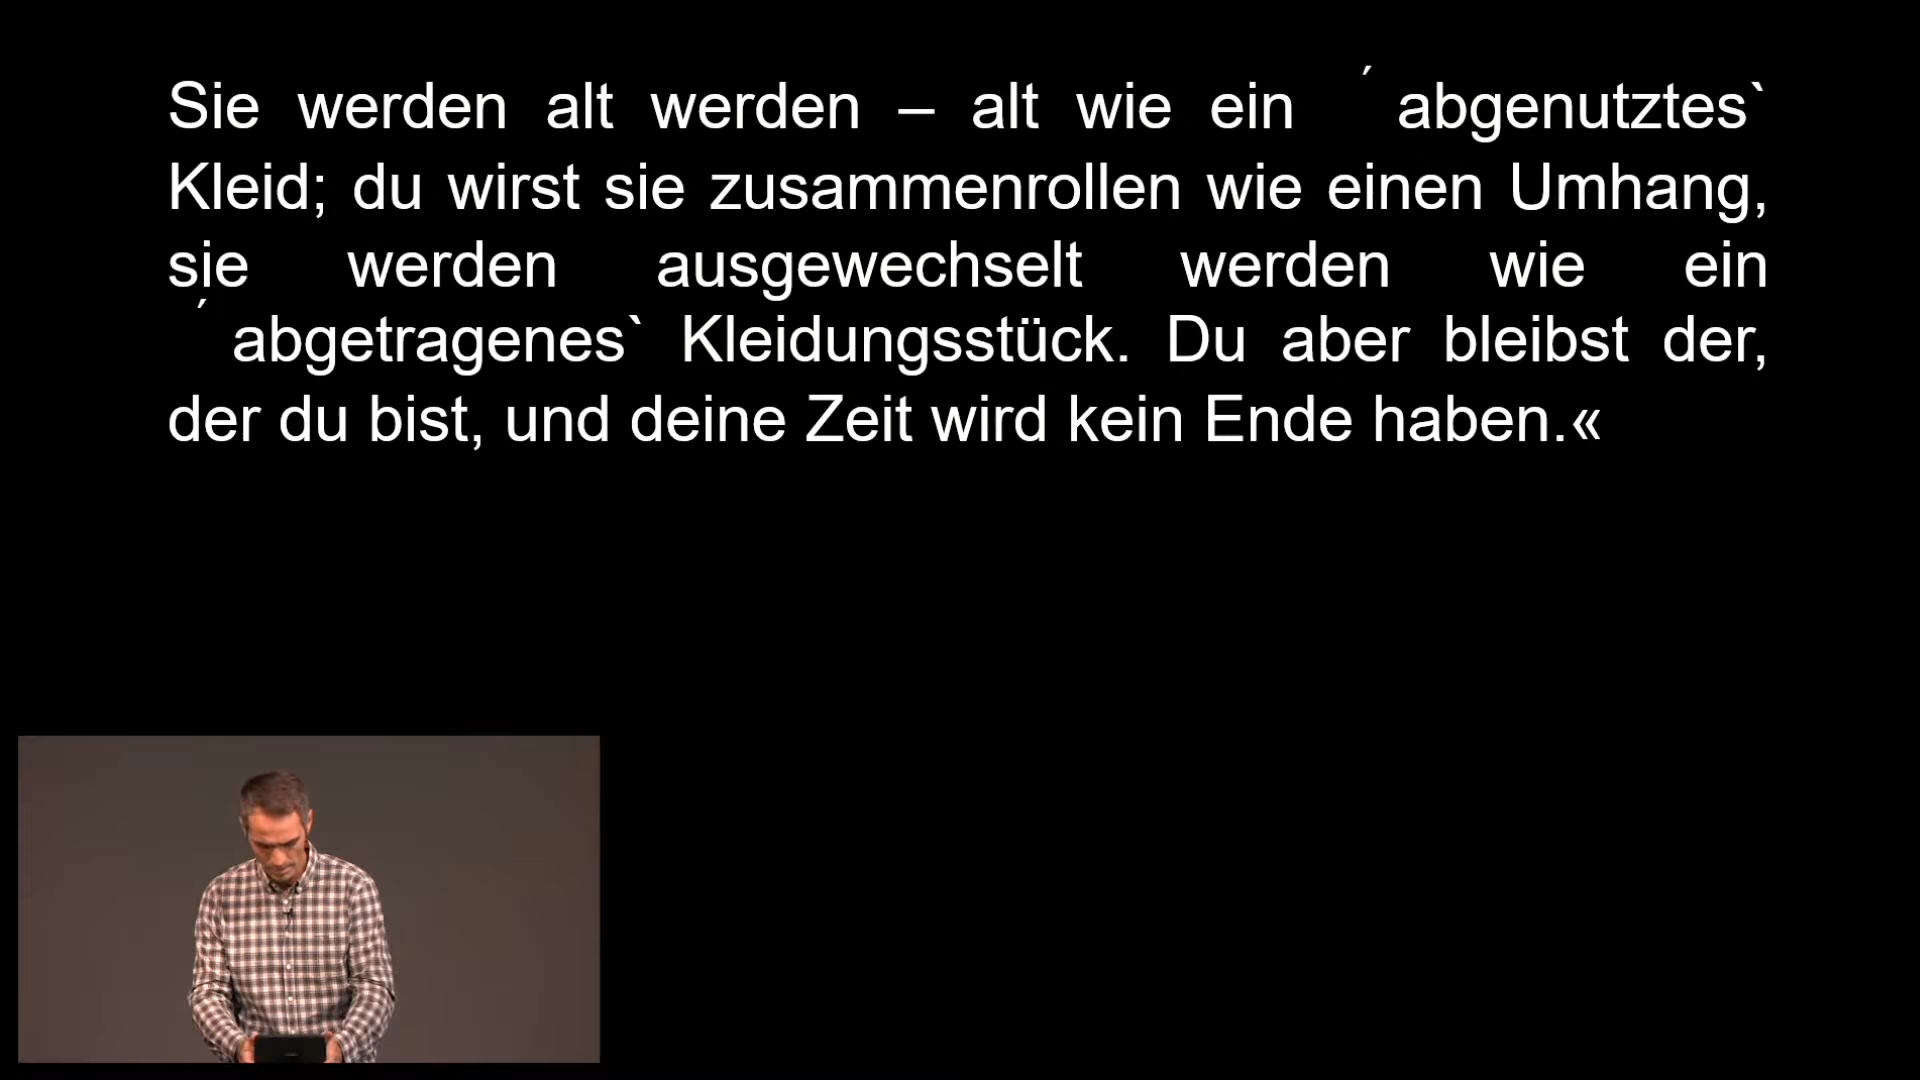 Sie werden alt werden – alt wie ein ´abgenutztes`
Kleid; du wirst sie zusammenrollen wie einen Umhang,
sie werden ausgewechselt werden wie ein
´abgetragenes` Kleidungsstück. Du aber bleibst der,
der du bist, und deine Zeit wird kein Ende haben.«